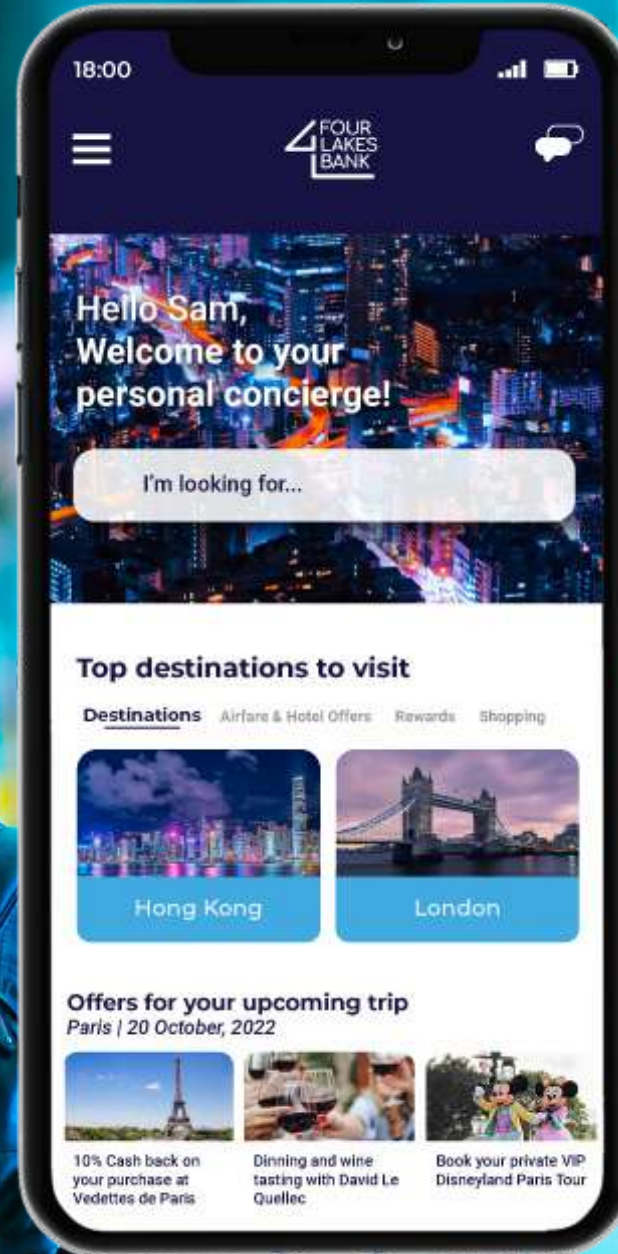 18:00
FOUR
LAKES
BANK
Hello Sam,
Welcome to your
personal concierge!
I'm looking for...
Top destinations to visit
Destinations Airfare & Hotel Offers Rewards Shopping
Hong Kong London
Offers for your upcoming trip
Paris | 20 October, 2022
10% Cash back on
your purchase at
Vedettes de Paris
Dinning and wine
tasting with David Le
Quellec
Book your private VIP
Disneyland Paris Tour